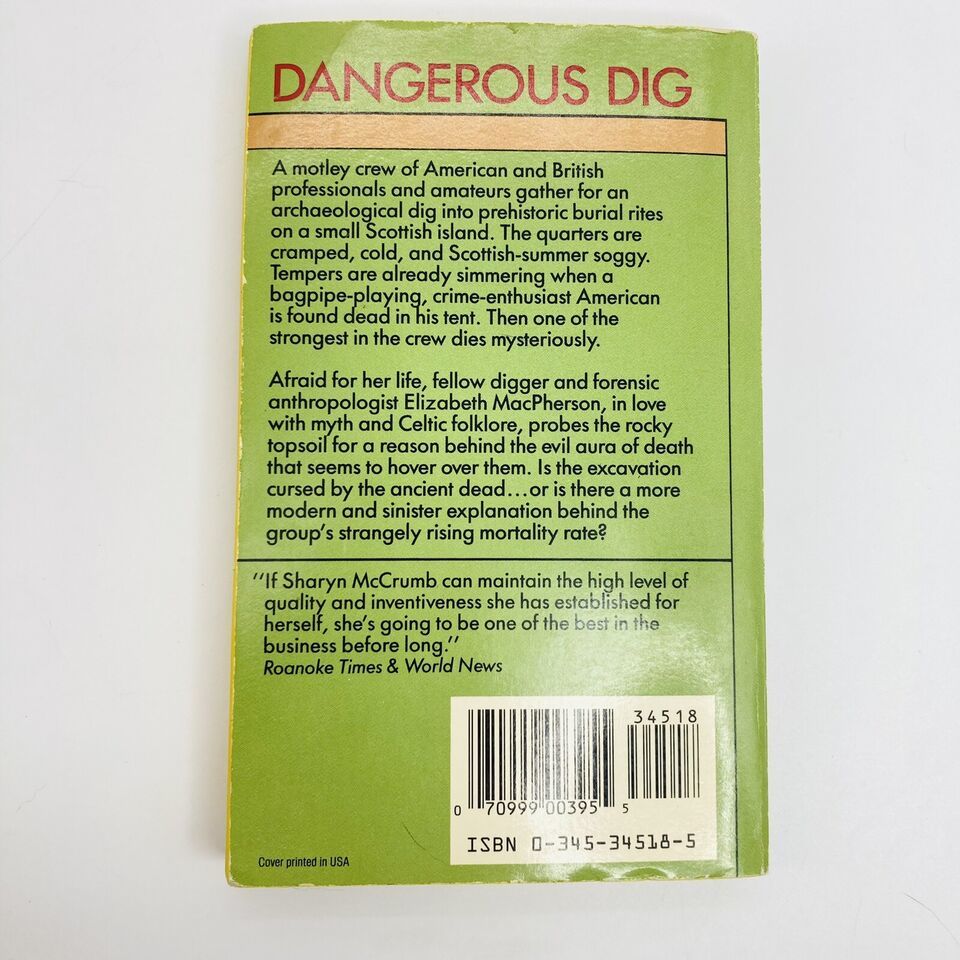 DANGEROUS DIG
A motley crew of American and British
professionals and amateurs gather for an
archaeological dig into prehistoric burial rites
on a small Scottish island. The quarters are
cramped, cold, and Scottish-summer soggy.
Tempers are already simmering when a
bagpipe-playing, crime-enthusiast American
is found dead in his tent. Then one of the
strongest in the crew dies mysteriously.
Afraid for her life, fellow digger and forensic
anthropologist Elizabeth MacPherson, in love
with myth and Celtic folklore, probes the rocky
topsoil for a reason behind the evil aura of death
that seems to hover over them. Is the excavation
cursed by the ancient dead...or is there a more
modern and sinister explanation behind the
group's strangely rising mortality rate?
"If Sharyn McCrumb can maintain the high level of
quality and inventiveness she has established for
herself, she's going to be one of the best in the
business before long."
Roanoke Times & World News
34518
0 70999 00395 5
ISBN 0-345-34518-5
Cover printed in USA